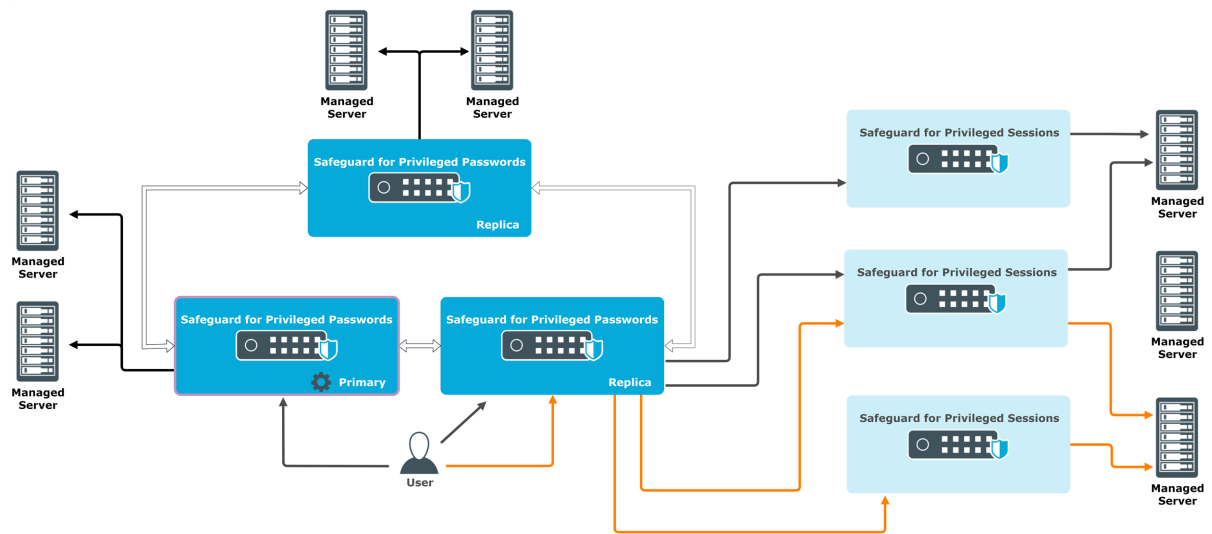 Managed
Server
Managed
Server
Safeguard for Privileged Passwords
Replica
Managed
Server
Managed
Server
Safeguard for Privileged Passwords
Primary
Safeguard for Privileged Passwords
Replica
User
Safeguard for Privileged Sessions
Safeguard for Privileged Sessions
Safeguard for Privileged Sessions
Managed
Server
Managed
Server
Managed
Server